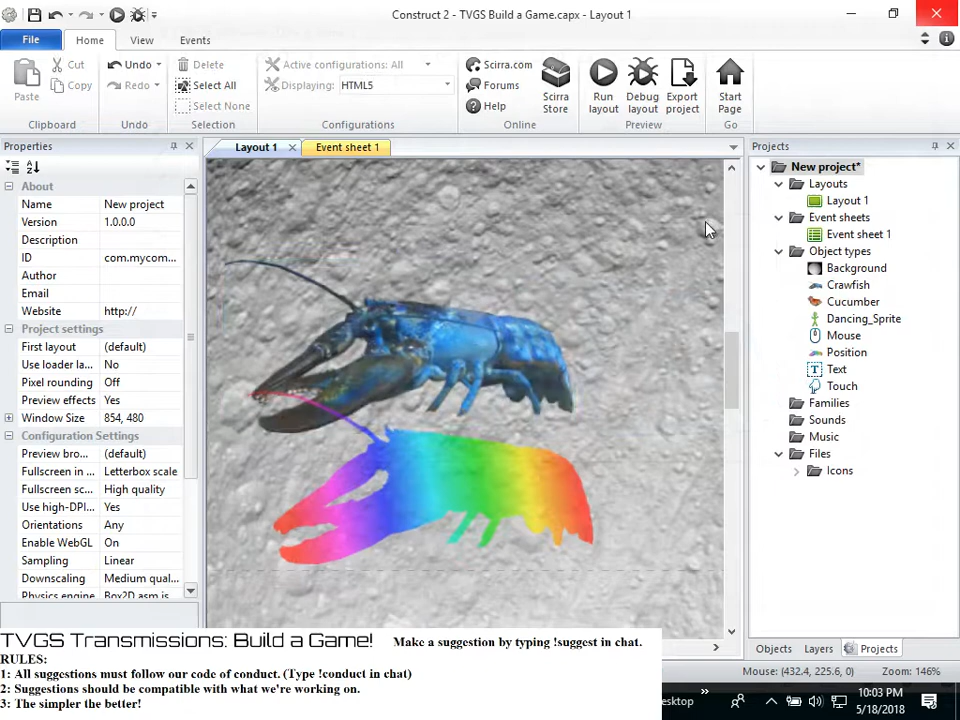 Construct 2 - TVGS Build a Game.capx - Layout 1
File
Home
View
Events
Paste
Cut
Copy
Clipboard
Undo
Redo
Undo
Delete
Select All
Select None
Selection
Active configurations: All
Displaying: HTML5
Configurations
Scirra.com
Forums
Help
Scirra Store
Online
Run layout
Debug layout
Export project
Preview
Start Page
Go
Properties
Layout 1
Event sheet 1
Projects
About
Name New project
Version 1.0.0.0
Description
ID com.mycom...
Author
Email
Website http://
Project settings
First layout (default)
Use loader la... No
Pixel rounding Off
Preview effects Yes
Window Size 854, 480
Configuration Settings
Preview bro... (default)
Fullscreen in ... Letterbox scale
Fullscreen sc... High quality
Use high-DPI... Yes
Orientations Any
Enable WebGL On
Sampling Linear
Downscaling Medium qual...
Physics engine Box2D asm.js
New project*
Layouts
Layout 1
Event sheets
Event sheet 1
Object types
Background
Crawfish
Cucumber
Dancing_Sprite
Mouse
Position
Text
Touch
Families
Sounds
Music
Files
Icons
Objects
Layers
Projects
Mouse: (432.4, 225.6, 0)
Zoom: 146%
TVGS Transmissions: Build a Game!
Make a suggestion by typing !suggest in chat.
RULES:
1: All suggestions must follow our code of conduct. (Type !conduct in chat)
2: Suggestions should be compatible with what we're working on.
3: The simpler the better!
esktop
10:03 PM
5/18/2018